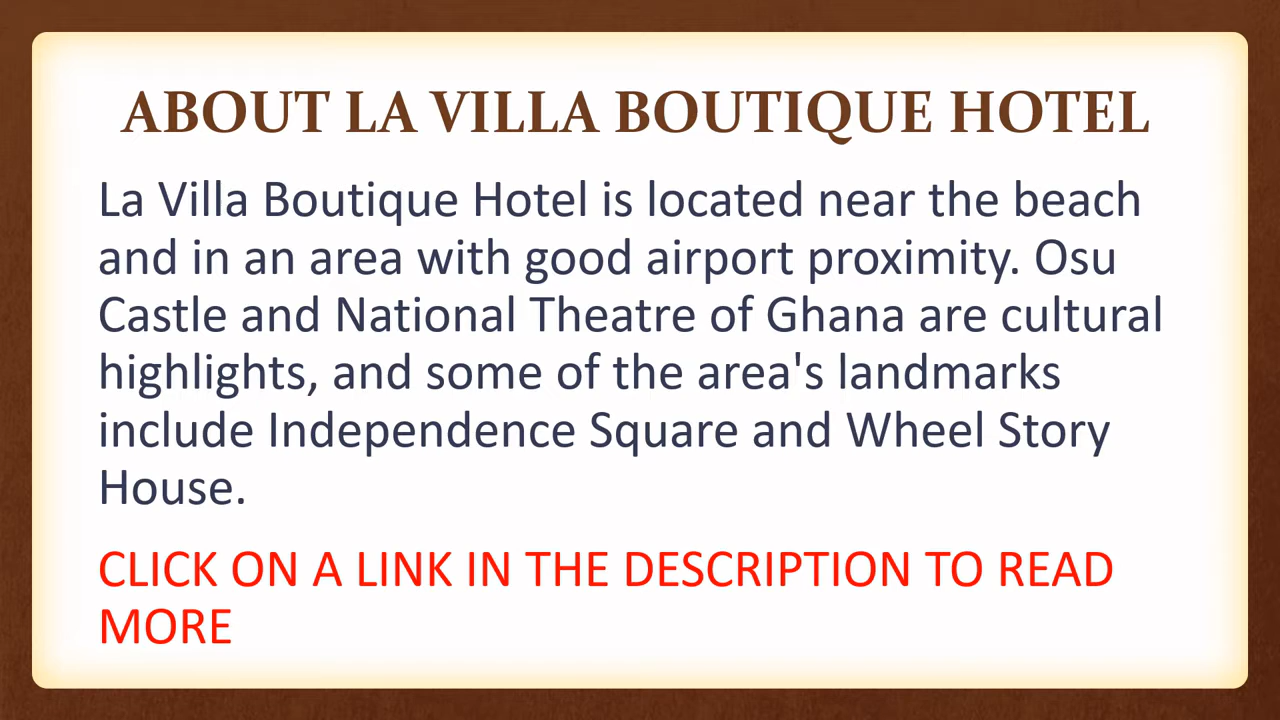 ABOUT LA VILLA BOUTIQUE HOTEL
La Villa Boutique Hotel is located near the beach
and in an area with good airport proximity. Osu
Castle and National Theatre of Ghana are cultural
highlights, and some of the area's landmarks
include Independence Square and Wheel Story
House.
CLICK ON A LINK IN THE DESCRIPTION TO READ
MORE